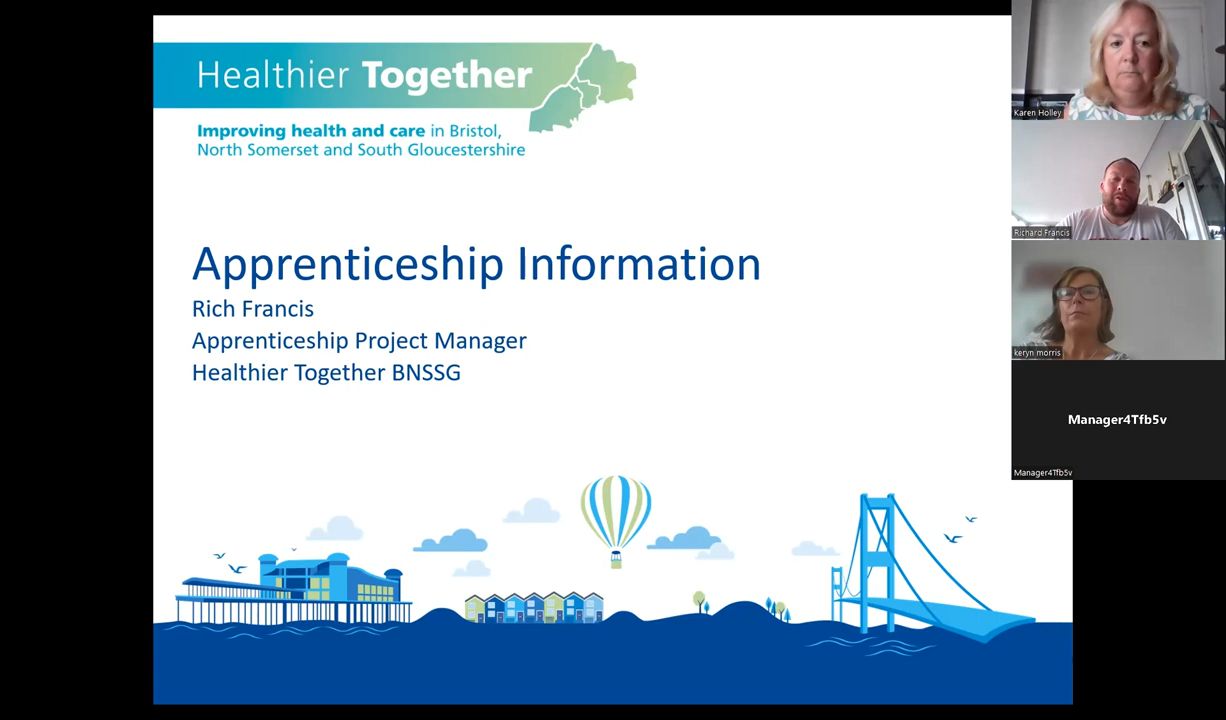 Healthier Together
Improving health and care in Bristol,
North Somerset and South Gloucestershire
Apprenticeship Information
Rich Francis
Apprenticeship Project Manager
Healthier Together BNSSG
Karen Holley
Richard Francis
keryn morris
Manager4Tfb5v
Manager4Tfb5v